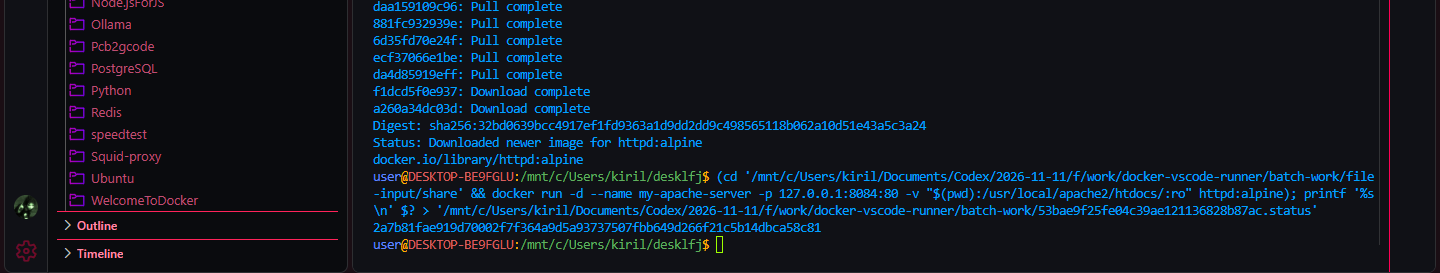 Node.jsForJS
Ollama
Pcb2gcode
PostgreSQL
Python
Redis
speedtest
Squid-proxy
Ubuntu
WelcomeToDocker
Outline
Timeline
daa159109c96: Pull complete
881fc932939e: Pull complete
6d35fd70e24f: Pull complete
ecf37066e1be: Pull complete
da4d85919eff: Pull complete
f1dcd5f0e937: Download complete
a260a34dc03d: Download complete
Digest: sha256:32bd0639bcc4917ef1fd9363a1d9dd2dd9c498565118b062a10d51e43a5c3a24
Status: Downloaded newer image for httpd:alpine
docker.io/library/httpd:alpine
user@DESKTOP-BE9FGLU:/mnt/c/Users/kiril/desklfj$ (cd '/mnt/c/Users/kiril/Documents/Codex/2026-11-11/f/work/docker-vscode-runner/batch-work/file
-input/share' && docker run -d --name my-apache-server -p 127.0.0.1:8084:80 -v "$(pwd):/usr/local/apache2/htdocs/:ro" httpd:alpine); printf '%s
\n' $? > '/mnt/c/Users/kiril/Documents/Codex/2026-11-11/f/work/docker-vscode-runner/batch-work/53bae9f25fe04c39ae121136828b87ac.status'
2a7b81fae919d70002f7f364a9d5a93737507fbb649d266f21c5b14dbca58c81
user@DESKTOP-BE9FGLU:/mnt/c/Users/kiril/desklfj$